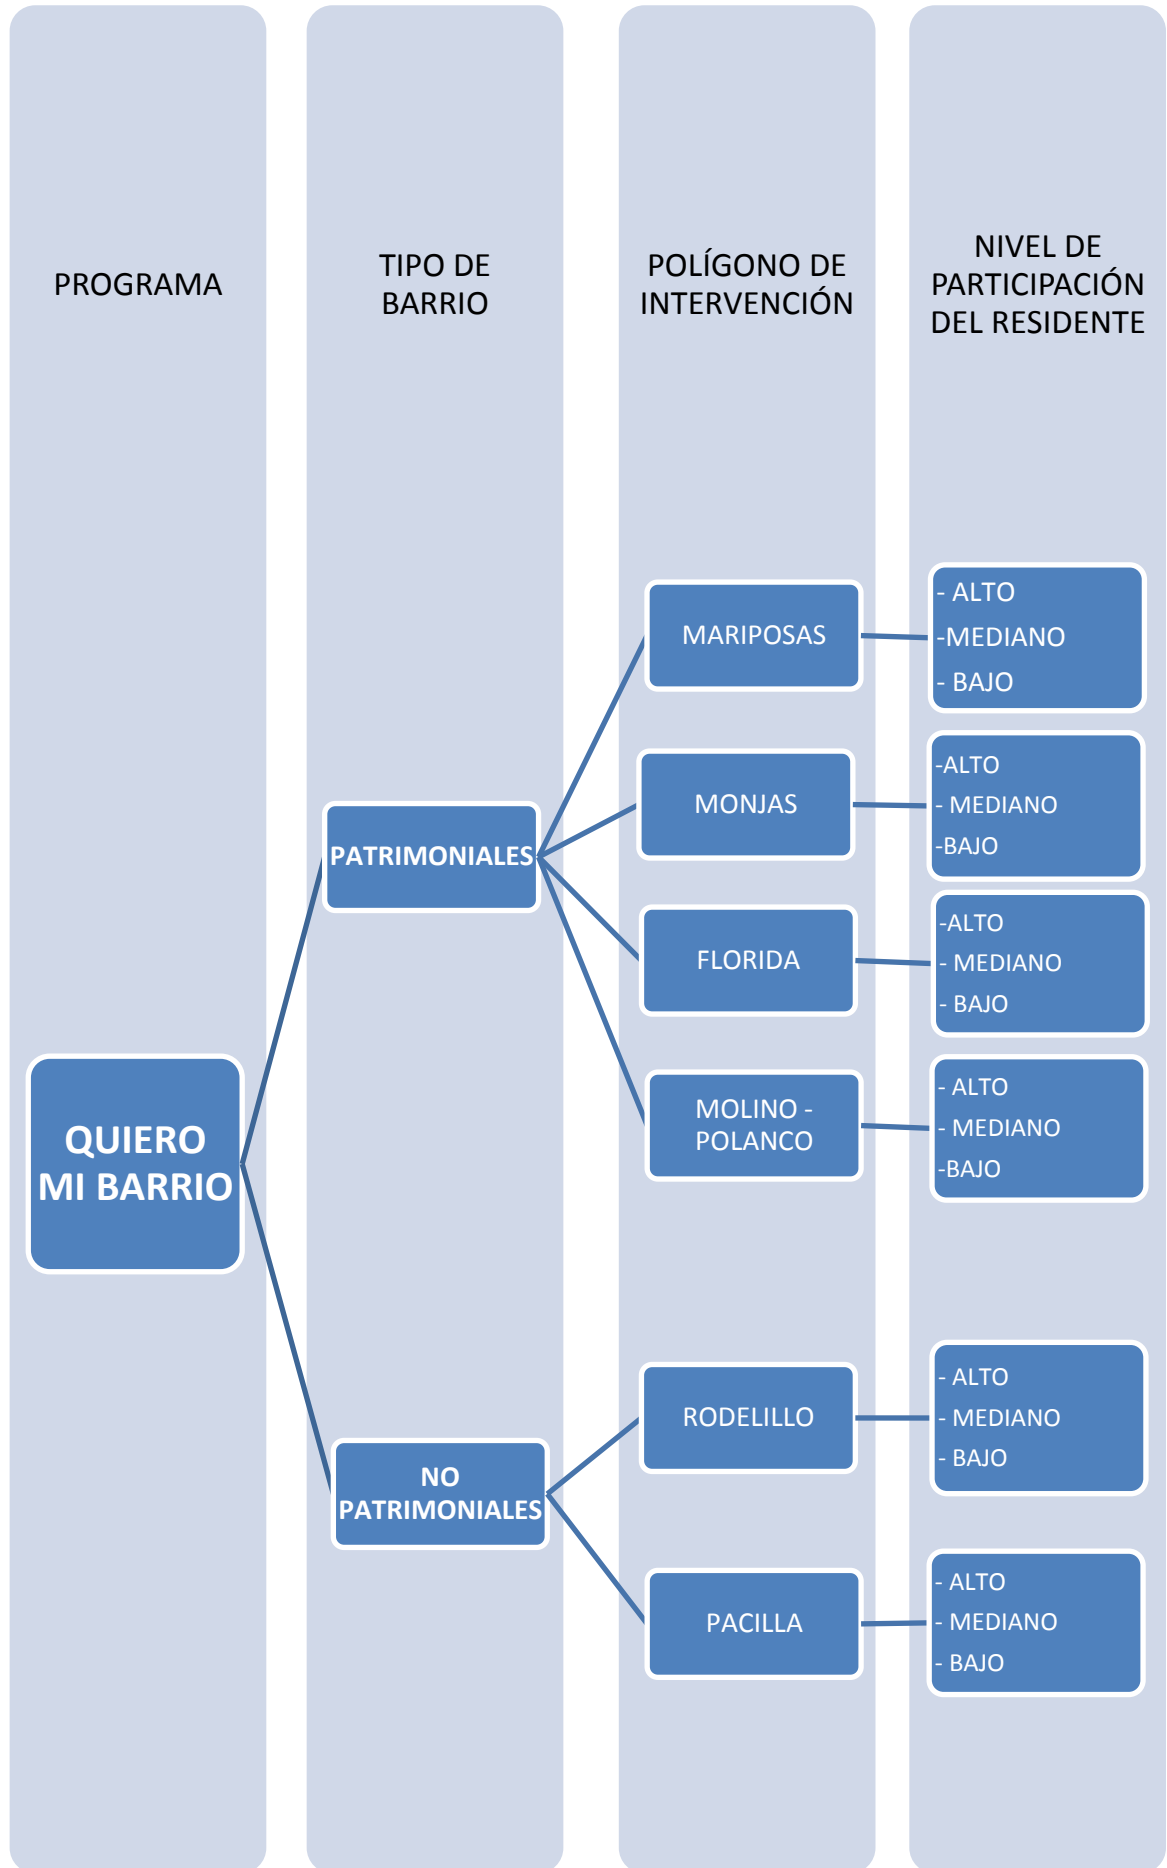 PROGRAMA
TIPO DE
BARRIO
POLÍGONO DE
INTERVENCIÓN
NIVEL DE
PARTICIPACIÓN
DEL RESIDENTE
QUIERO
MI BARRIO
PATRIMONIALES
MARIPOSAS
- ALTO
-MEDIANO
- BAJO
MONJAS
-ALTO
- MEDIANO
-BAJO
FLORIDA
-ALTO
- MEDIANO
- BAJO
MOLINO -
POLANCO
- ALTO
- MEDIANO
-BAJO
NO
PATRIMONIALES
RODELILLO
- ALTO
- MEDIANO
- BAJO
PACILLA
- ALTO
- MEDIANO
- BAJO